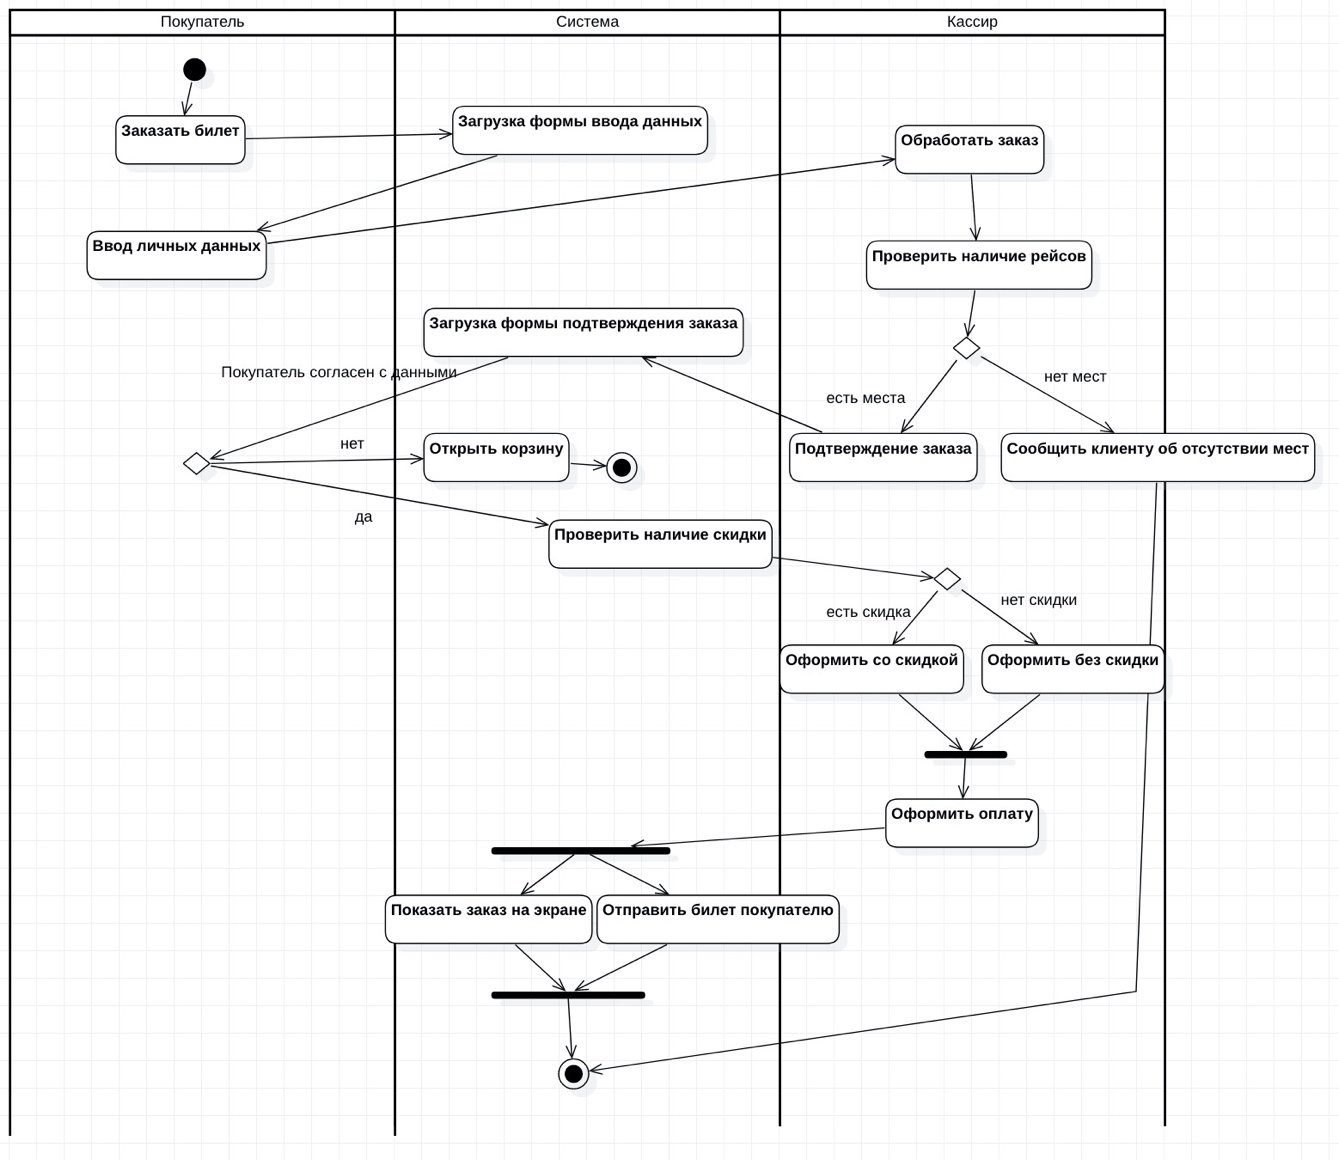 Покупатель
Система
Кассир
Заказать билет
Загрузка формы ввода данных
Обработать заказ
Ввод личных данных
Проверить наличие рейсов
Загрузка формы подтверждения заказа
Покупатель согласен с данными
есть места
нет мест
нет
Открыть корзину
Подтверждение заказа
Сообщить клиенту об отсутствии мест
да
Проверить наличие скидки
есть скидка
нет скидки
Оформить со скидкой
Оформить без скидки
Оформить оплату
Показать заказ на экране
Отправить билет покупателю